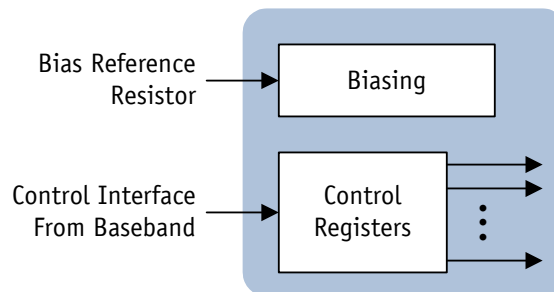 Bias Reference
Resistor
Biasing
Control Interface
From Baseband
Control
Registers